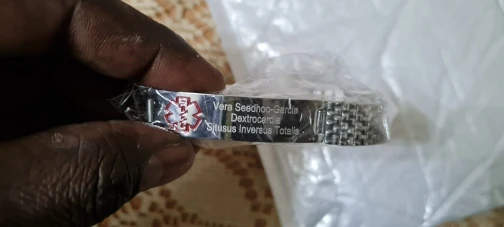 Vera Seedhoo-Garcia
Dextrocardia
Situsus Inversus Totalis